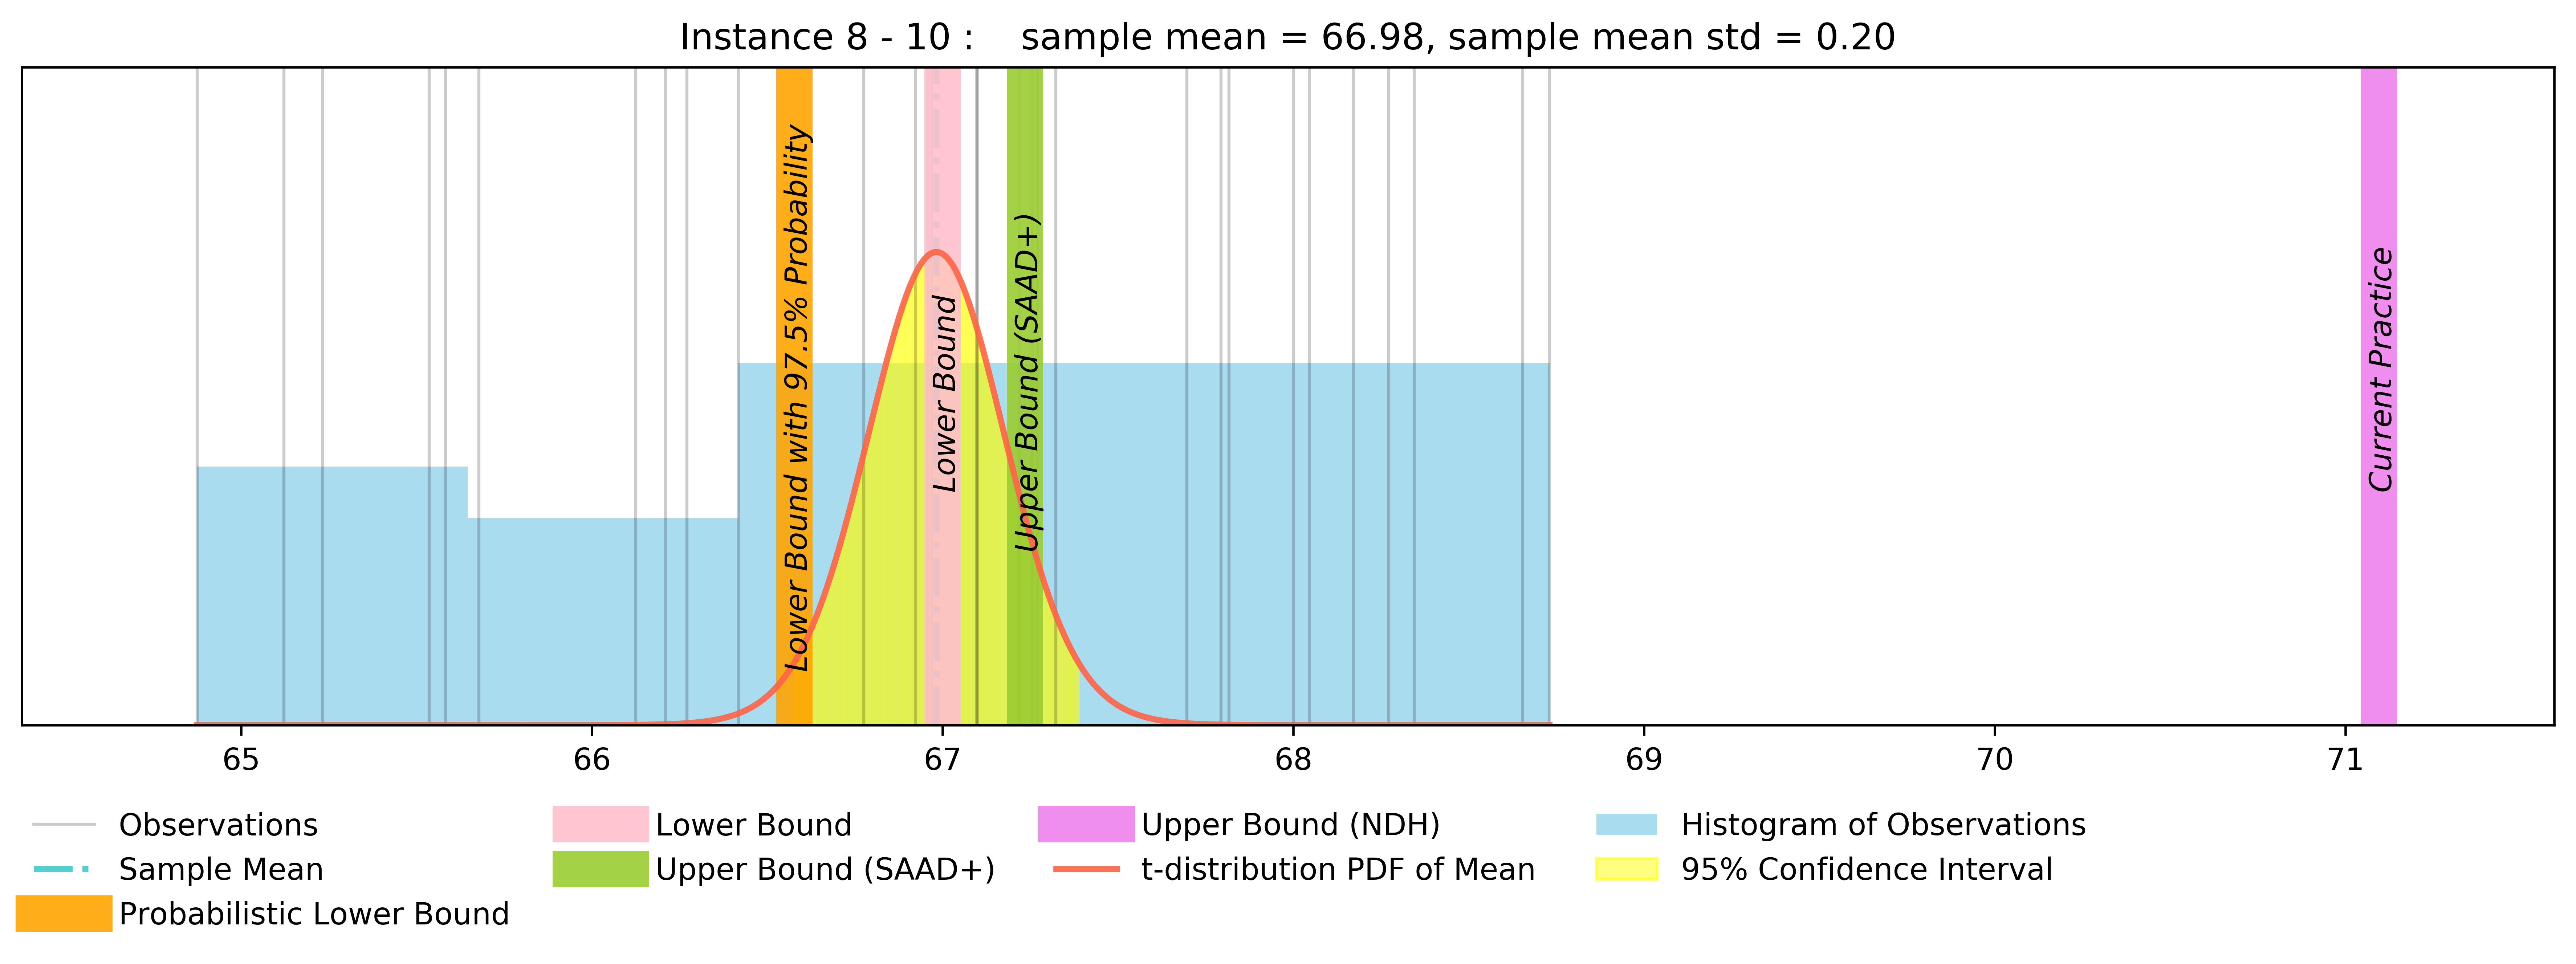 Instance 8 - 10 :    sample mean = 66.98, sample mean std = 0.20
Lower Bound with 97.5% Probability
Lower Bound
Upper Bound (SAAD+)
Current Practice
65 66 67 68 69 70 71
Observations
Sample Mean
Probabilistic Lower Bound
Lower Bound
Upper Bound (SAAD+)
Upper Bound (NDH)
t-distribution PDF of Mean
Histogram of Observations
95% Confidence Interval